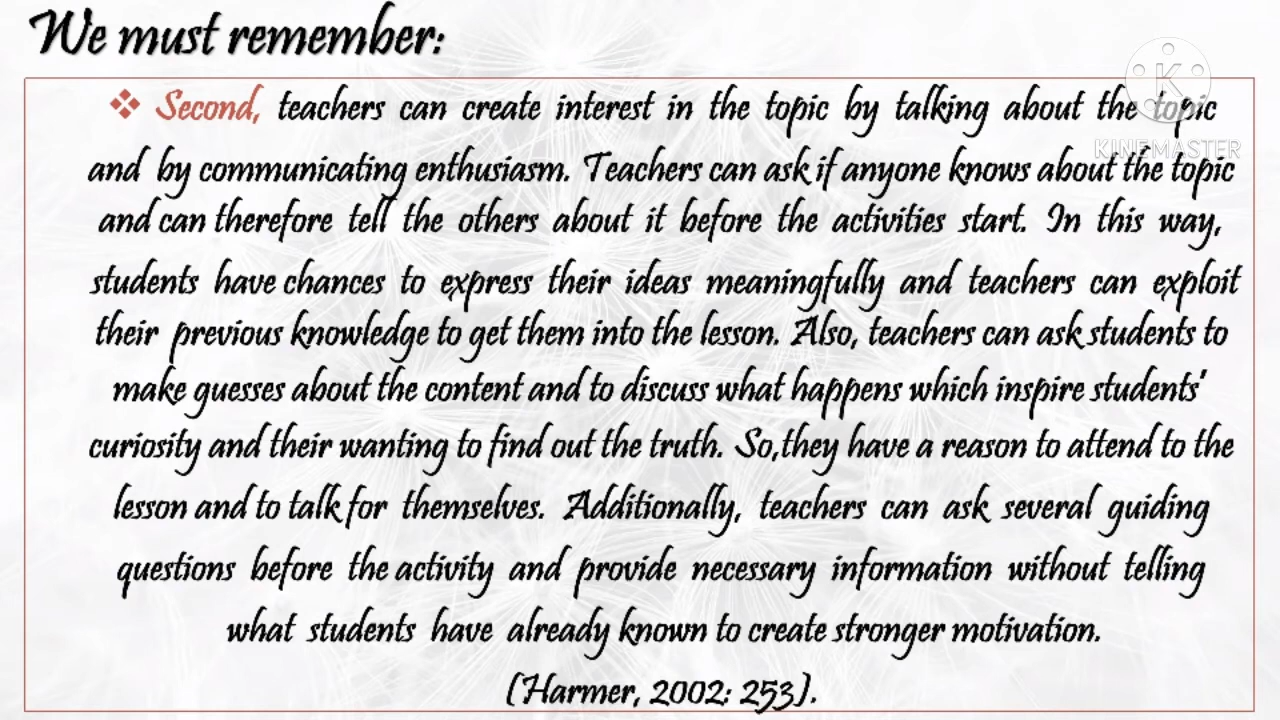 We must remember:
❖ Second, teachers can create interest in the topic by talking about the topic
and by communicating enthusiasm. Teachers can ask if anyone knows about the topic
and can therefore tell the others about it before the activities start. In this way,
students have chances to express their ideas meaningfully and teachers can exploit
their previous knowledge to get them into the lesson. Also, teachers can ask students to
make guesses about the content and to discuss what happens which inspire students'
curiosity and their wanting to find out the truth. So,they have a reason to attend to the
lesson and to talk for themselves. Additionally, teachers can ask several guiding
questions before the activity and provide necessary information without telling
what students have already known to create stronger motivation.
(Harmer, 2002: 253).
K
KINEMASTER